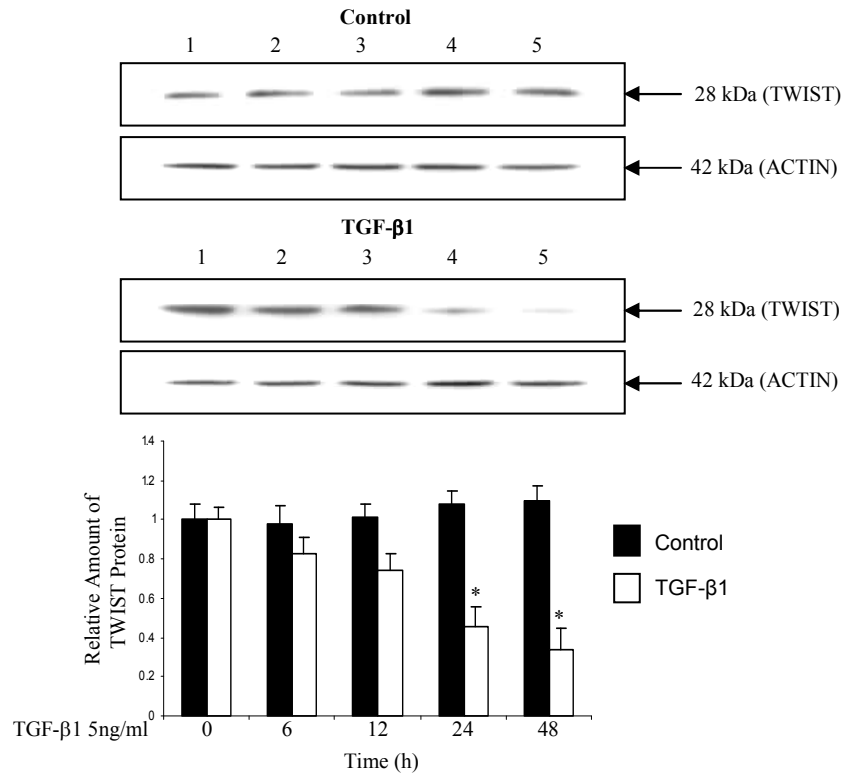 Control
1 2 3 4 5
28 kDa (TWIST)
42 kDa (ACTIN)
TGF-β1
1 2 3 4 5
28 kDa (TWIST)
42 kDa (ACTIN)
Relative Amount of
TWIST Protein
1.4
1.2
1
0.8
0.6
0.4
0.2
0
* *
Control
TGF-β1
TGF-β1 5ng/ml 0 6 12 24 48
Time (h)